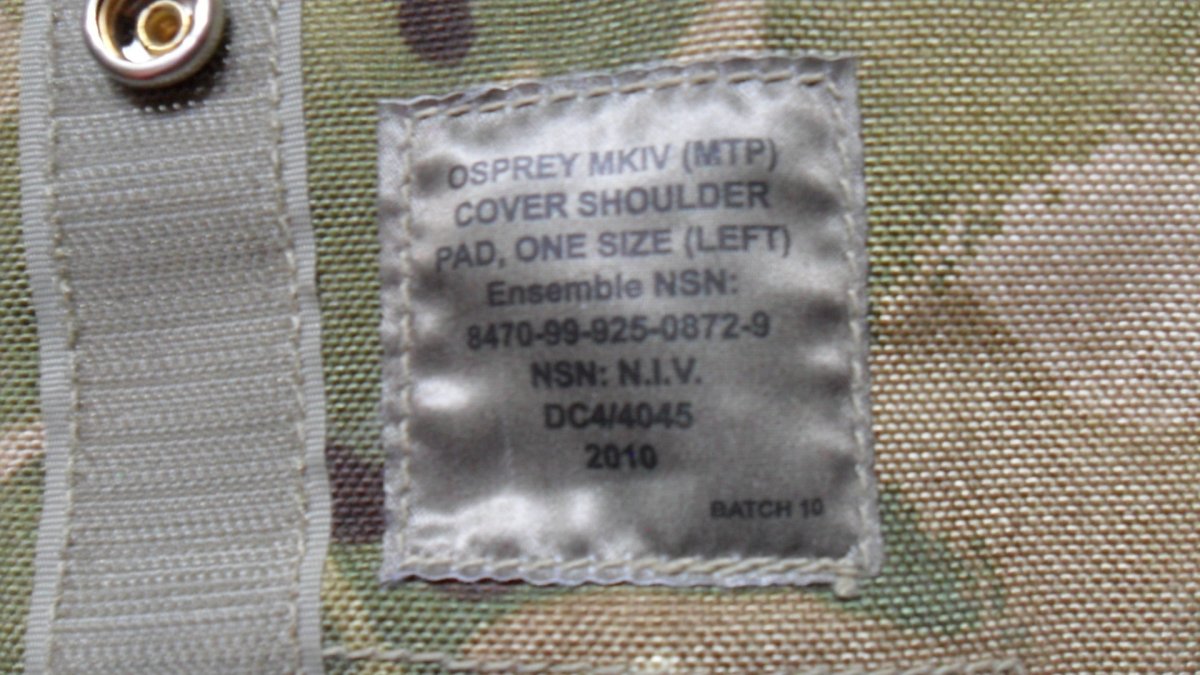 OSPREY MKIV (MTP)
COVER SHOULDER
PAD, ONE SIZE (LEFT)
Ensemble NSN:
8470-99-925-0872-9
NSN: N.I.V.
DC4/4045
2010
BATCH 10